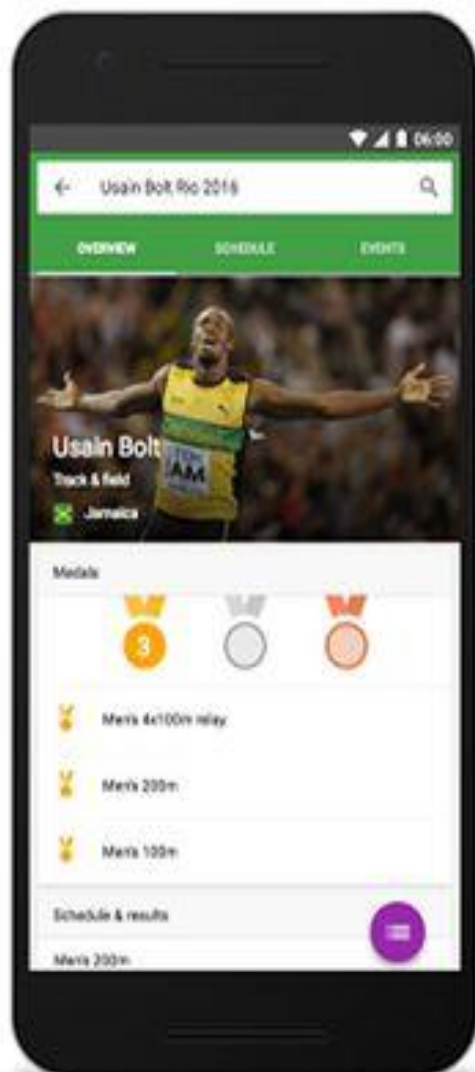 06:00
Usain Bolt Rio 2016
OVERVIEW SCHEDULE EVENTS
Usain Bolt
Track & field
Jamaica
AM
Medals
3
Men's 4x100m relay
Men's 200m
Men's 100m
Schedule & results
Men's 200m